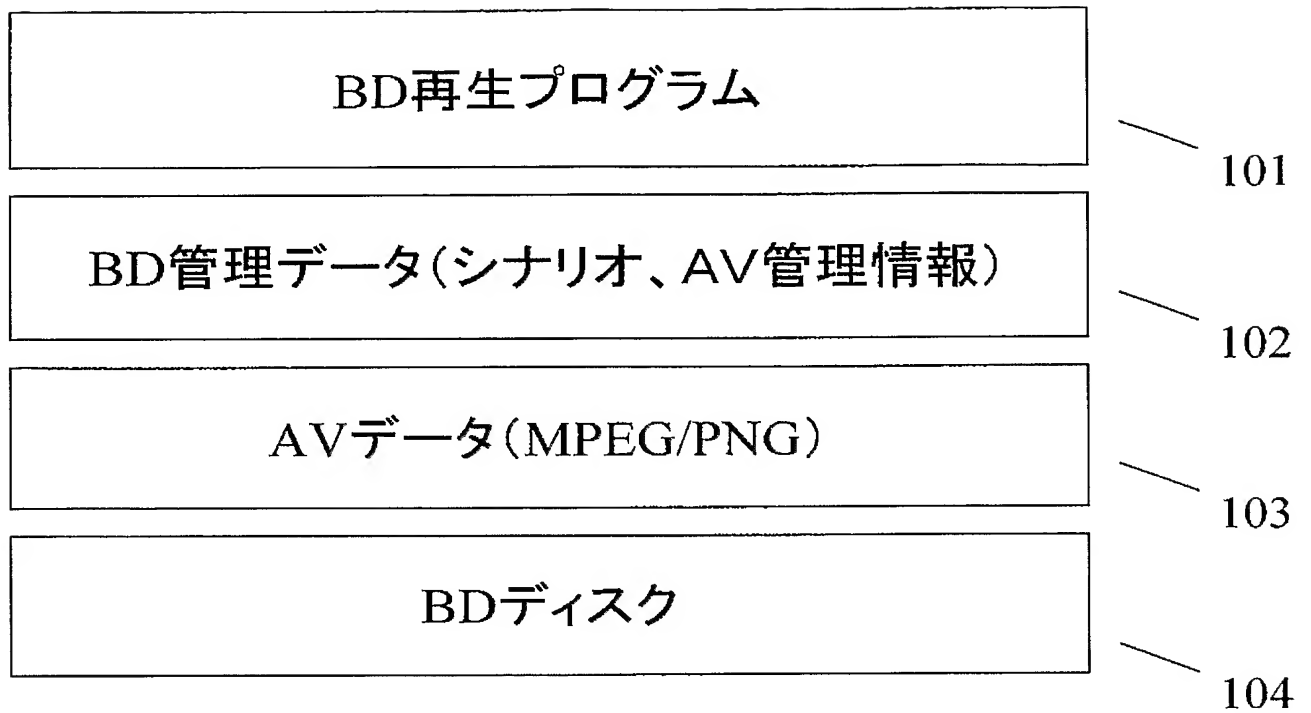 BD再生プログラム
101
BD管理データ(シナリオ、AV管理情報)
102
AVデータ(MPEG/PNG)
103
BDディスク
104